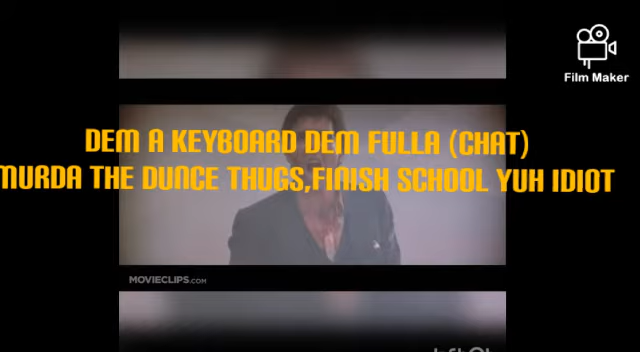 Film Maker
DEM A KEYBOARD DEM FULLA (CHAT)
MURDA THE DUNCE THUGS,FINISH SCHOOL YUH IDIOT
MOVIECLIPS.COM